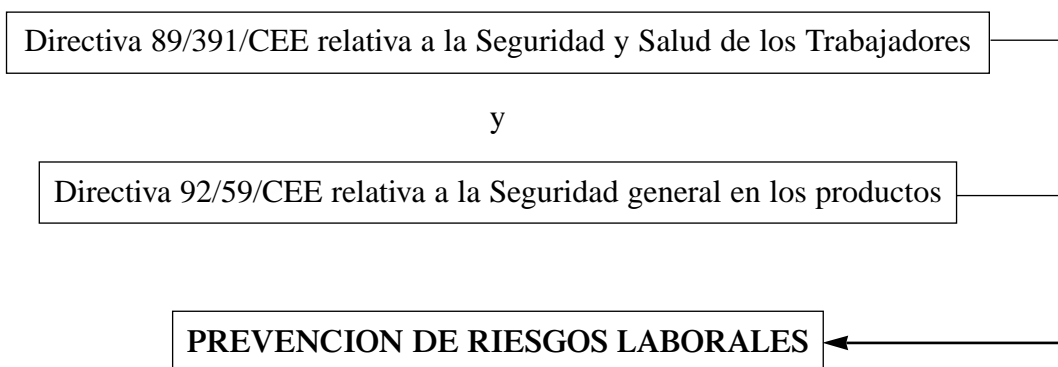 Directiva 89/391/CEE relativa a la Seguridad y Salud de los Trabajadores
y
Directiva 92/59/CEE relativa a la Seguridad general en los productos
PREVENCION DE RIESGOS LABORALES